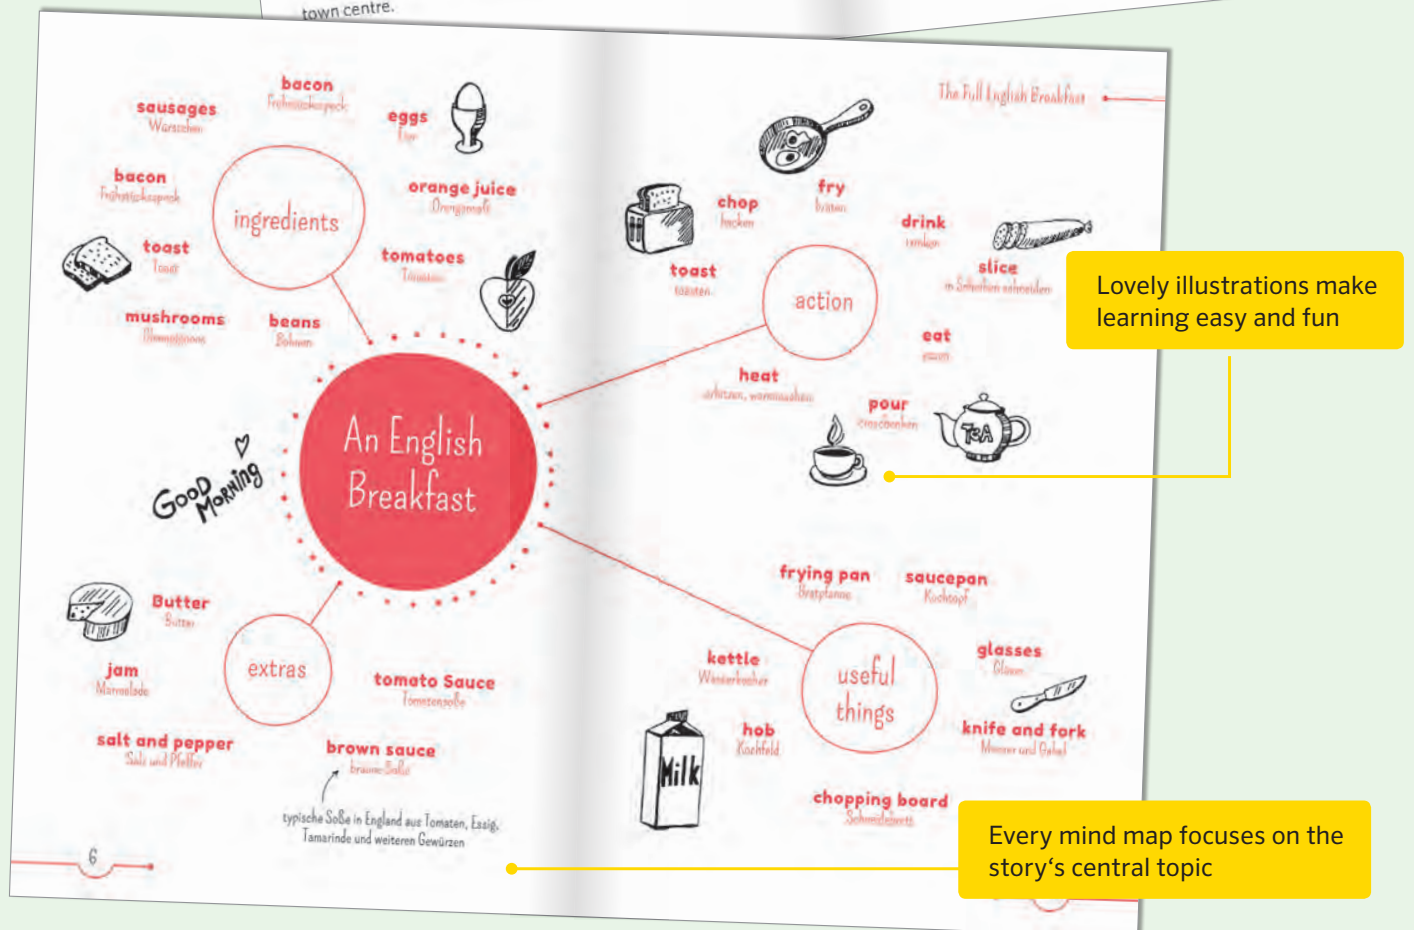 town centre.
The Full English Breakfast
An English
Breakfast
ingredients
sausages
Würstchen
bacon
Frühstücksspeck
eggs
Eier
bacon
Frühstücksspeck
orange juice
Orangensaft
toast
Toast
tomatoes
Tomaten
mushrooms
Champignons
beans
Bohnen
GOOD
MORNING
extras
Butter
Butter
jam
Marmelade
tomato Sauce
Tomatensoße
salt and pepper
Salz und Pfeffer
brown sauce
braune Soße
typische Soße in England aus Tomaten, Essig,
Tamarinde und weiteren Gewürzen
6
action
chop
hacken
fry
braten
drink
trinken
toast
toasten
slice
in Scheiben schneiden
eat
essen
heat
erhitzen, warmmachen
pour
einschenken
TeA
useful
things
frying pan
Bratpfanne
saucepan
Kochtopf
kettle
Wasserkocher
glasses
Gläser
hob
Kochfeld
knife and fork
Messer und Gabel
Milk
chopping board
Schneidebrett
Lovely illustrations make
learning easy and fun
Every mind map focuses on the
story‘s central topic